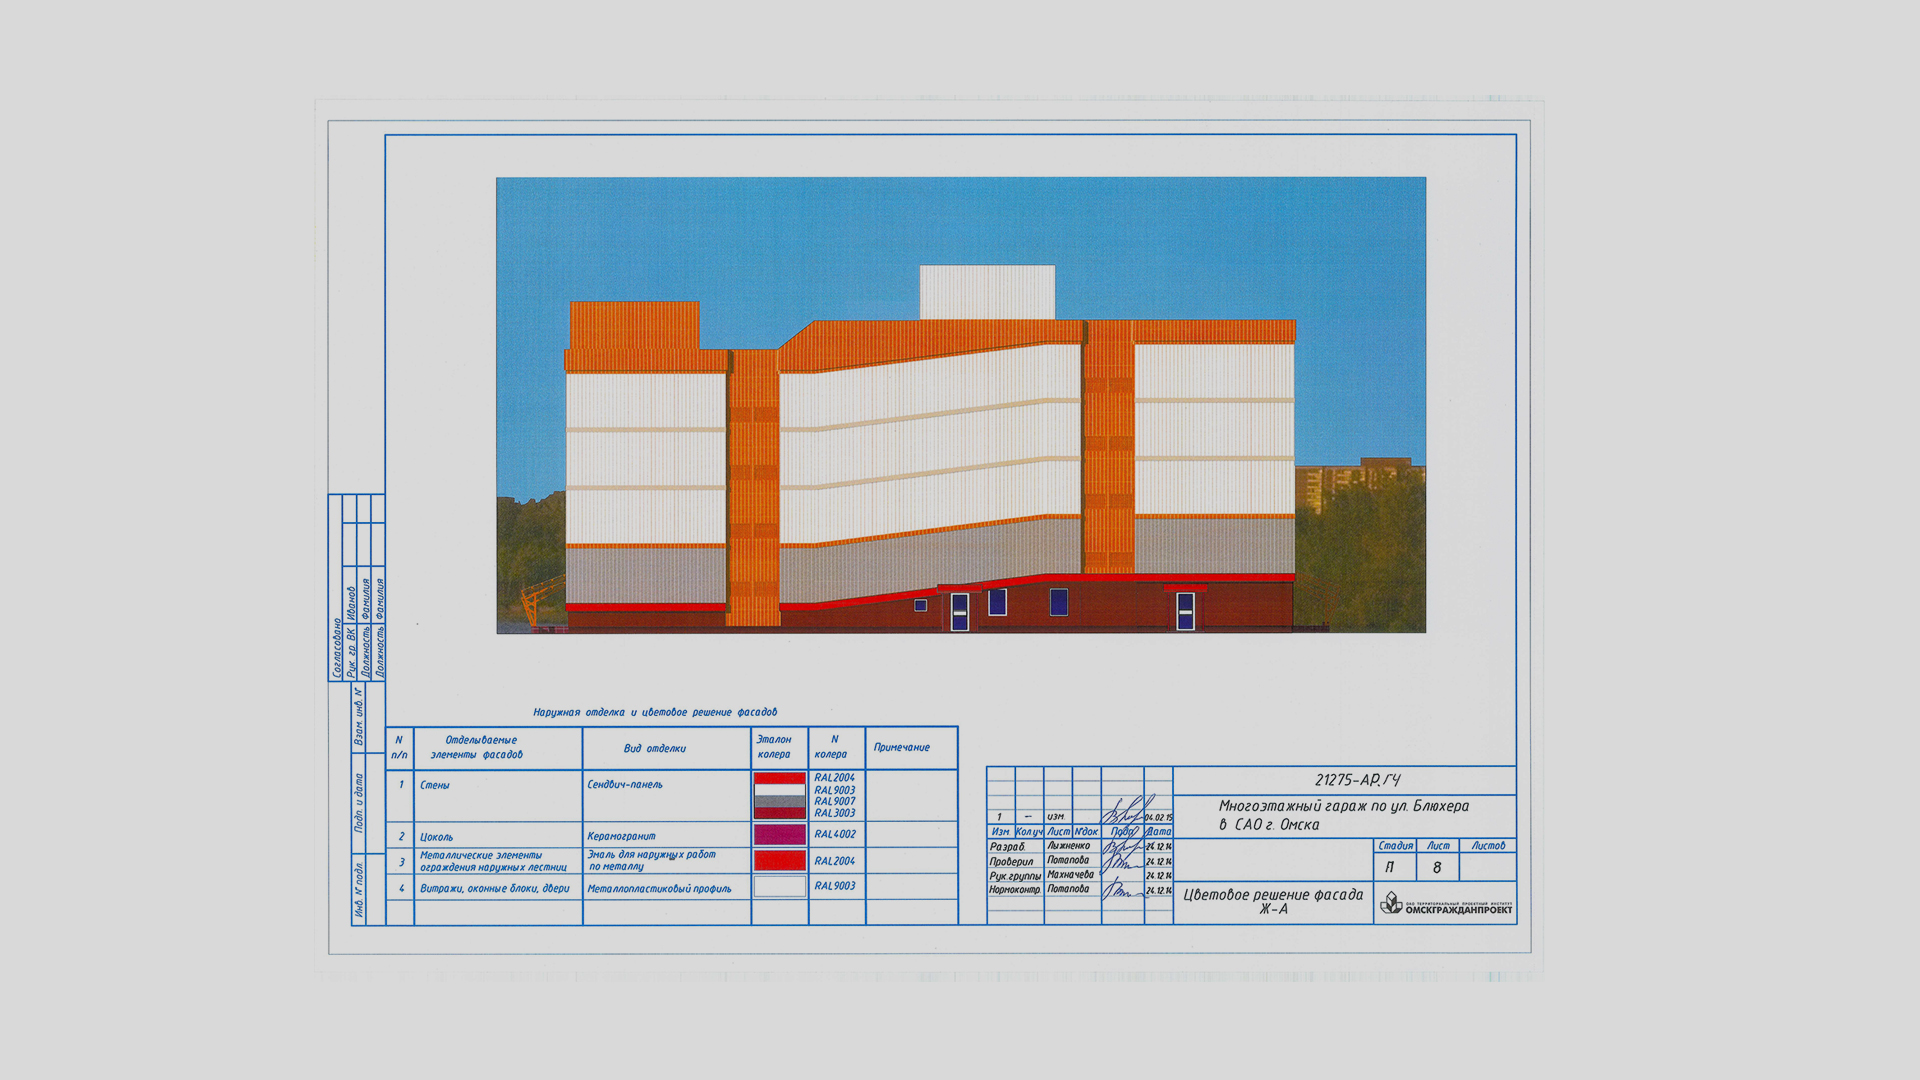 Согласовано
Рук. гр. ВК Иванов
Должность Фамилия
Должность Фамилия
Взам. инв. N°
Подп. и дата
Инв. N° подл.
Наружная отделка и цветовое решение фасадов
N п/п
Отделываемые элементы фасадов
Вид отделки
Эталон колера
N колера
Примечание
1 Стены Сендвич-панель RAL2004
RAL9003
RAL9007
RAL3003
2 Цоколь Керамогранит RAL4002
3 Металлические элементы ограждения наружных лестниц Эмаль для наружных работ по металлу RAL2004
4 Витражи, оконные блоки, двери Металлопластиковый профиль RAL9003
1 – изм. 04.02.15
Изм. Кол.уч Лист N°док. Подп. Дата
Разраб. Лыжненко 24.12.14
Проверил Потапова 24.12.14
Рук.группы Махначева 24.12.14
Нормоконтр. Потапова 24.12.14
21275-АР.ГЧ
Многоэтажный гараж по ул. Блюхера
в САО г. Омска
Стадия Лист Листов
П 8
Цветовое решение фасада
Ж-А
ОАО ТЕРРИТОРИАЛЬНЫЙ ПРОЕКТНЫЙ ИНСТИТУТ
ОМСКГРАЖДАНПРОЕКТ